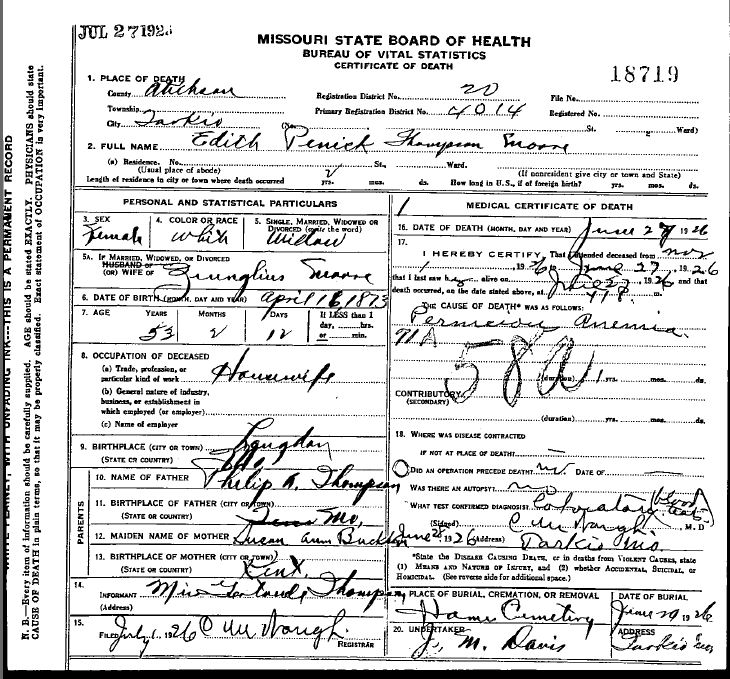 JUL 27 192
MISSOURI STATE BOARD OF HEALTH
BUREAU OF VITAL STATISTICS
CERTIFICATE OF DEATH
18719
1. PLACE OF DEATH
County Atchison
Registration District No. 20
File No.
Township
Primary Registration District No. 4014
Registered No.
City Tarkio
(No. St. Ward)
2. FULL NAME Edith Penick Thompson Moore
(a) Residence. No. St., Ward.
(Usual place of abode)
(If nonresident give city or town and State)
Length of residence in city or town where death occurred yrs. mos. ds.
How long in U.S., if of foreign birth? yrs. mos. ds.
PERSONAL AND STATISTICAL PARTICULARS
3. SEX
Female
4. COLOR OR RACE
White
5. SINGLE, MARRIED, WIDOWED OR DIVORCED (write the word)
Widow
5A. IF MARRIED, WIDOWED, OR DIVORCED
HUSBAND OF
(OR) WIFE OF Zwinglius Moore
6. DATE OF BIRTH (MONTH, DAY AND YEAR) April 15 1873
7. AGE YEARS MONTHS DAYS
If LESS than 1 day, ........hrs. or ........min.
53 2 12
8. OCCUPATION OF DECEASED
(a) Trade, profession, or particular kind of work Housewife
(b) General nature of industry, business, or establishment in which employed (or employer)
(c) Name of employer
9. BIRTHPLACE (CITY OR TOWN) Langdon
(STATE OR COUNTRY) Mo
PARENTS
10. NAME OF FATHER Philip A. Thompson
11. BIRTHPLACE OF FATHER (CITY OR TOWN)
(STATE OR COUNTRY) Mo.
12. MAIDEN NAME OF MOTHER Susan Ann
13. BIRTHPLACE OF MOTHER (CITY OR TOWN)
(STATE OR COUNTRY) Kent.
14.
INFORMANT Miss Gertrude Thompson
(Address)
15.
FILED July 1, 1926 C M Waugh
REGISTRAR
MEDICAL CERTIFICATE OF DEATH
16. DATE OF DEATH (MONTH, DAY AND YEAR) June 27 1926
17.
I HEREBY CERTIFY, That I attended deceased from Nov
1, 1925, to June 27, 1926
that I last saw her alive on June 27, 1926 and that
death occurred, on the date stated above, at m.
THE CAUSE OF DEATH* WAS AS FOLLOWS:
Pernicious Anemia
58a
(duration) 1 yrs. mos. ds.
CONTRIBUTORY
(SECONDARY)
(duration) yrs. mos. ds.
18. WHERE WAS DISEASE CONTRACTED
IF NOT AT PLACE OF DEATH?
DID AN OPERATION PRECEDE DEATH? no DATE OF
WAS THERE AN AUTOPSY? no
WHAT TEST CONFIRMED DIAGNOSIS? Laboratory (blood test)
(Signed) C M Waugh, M. D.
June 28, 1926 (Address) Tarkio Mo.
*State the DISEASE CAUSING DEATH, or in deaths from VIOLENT CAUSES, state
(1) MEANS AND NATURE OF INJURY, and (2) whether ACCIDENTAL, SUICIDAL, or
HOMICIDAL. (See reverse side for additional space.)
PLACE OF BURIAL, CREMATION, OR REMOVAL
Home Cemetery
DATE OF BURIAL
June 29 1926
20. UNDERTAKER
J. M. Davis
ADDRESS
Tarkio Mo
N. B.—Every item of information should be carefully supplied. AGE should be stated EXACTLY. PHYSICIANS should state
CAUSE OF DEATH in plain terms, so that it may be properly classified. Exact statement of OCCUPATION is very important.
WITH UNFADING INK---THIS IS A PERMANENT RECORD